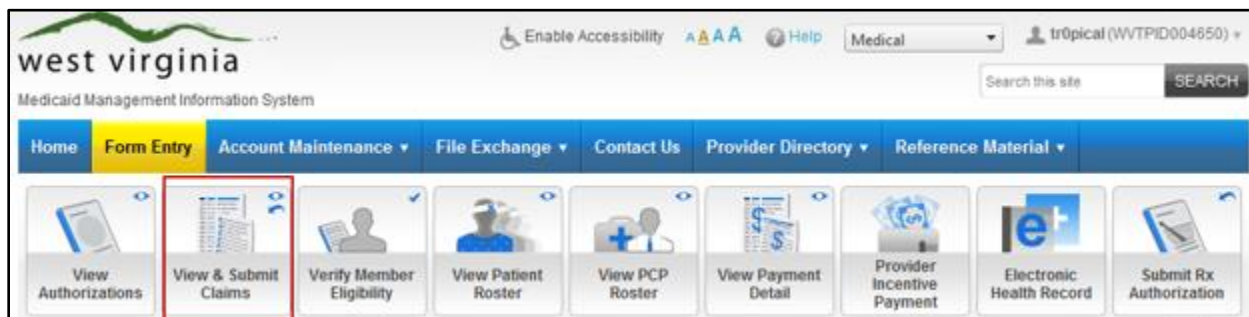 Enable Accessibility A A A A Help Medical tr0pical (WVTPID004650)
west virginia
Search this site SEARCH
Medicaid Management Information System
Home Form Entry Account Maintenance File Exchange Contact Us Provider Directory Reference Material
View Authorizations
View & Submit Claims
Verify Member Eligibility
View Patient Roster
View PCP Roster
View Payment Detail
Provider Incentive Payment
Electronic Health Record
Submit Rx Authorization